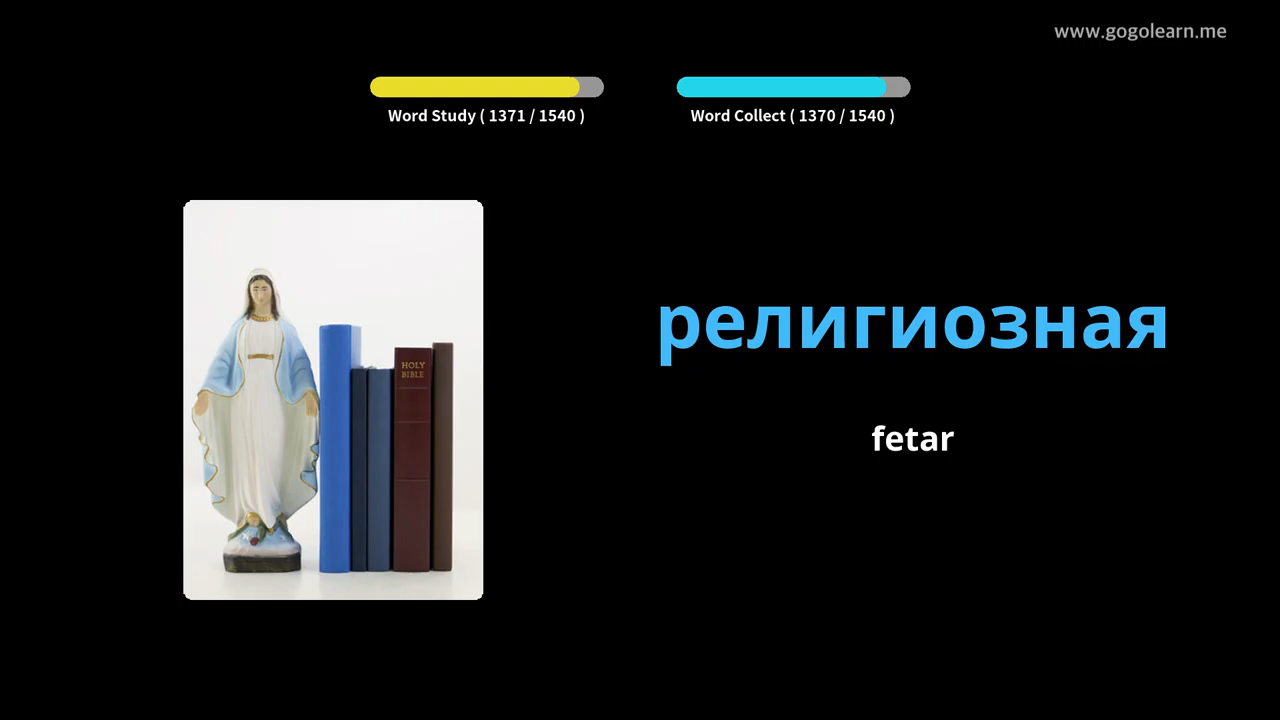 www.gogolearn.me
Word Study ( 1371 / 1540 )
Word Collect ( 1370 / 1540 )
HOLY
BIBLE
религиозная
fetar